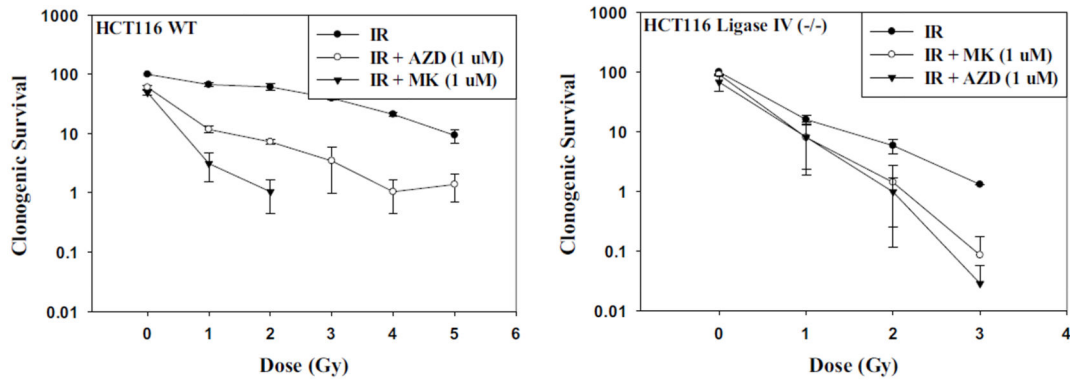 HCT116 WT
IR
IR + AZD (1 uM)
IR + MK (1 uM)
1000
100
10
1
0.1
0.01
Clonogenic Survival
0 1 2 3 4 5 6
Dose (Gy)
HCT116 Ligase IV (-/-)
IR
IR + MK (1 uM)
IR + AZD (1 uM)
1000
100
10
1
0.1
0.01
Clonogenic Survival
0 1 2 3 4
Dose (Gy)